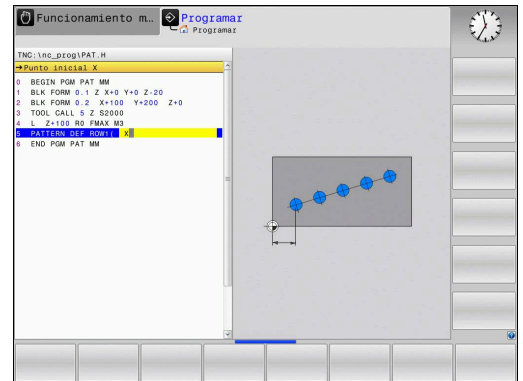 Funcionamiento m...
Programar
Programar
TNC:\nc_prog\PAT.H
→Punto inicial X
0 BEGIN PGM PAT MM
1 BLK FORM 0.1 Z X+0 Y+0 Z-20
2 BLK FORM 0.2 X+100 Y+200 Z+0
3 TOOL CALL 5 Z S2000
4 L Z+100 R0 FMAX M3
5 PATTERN DEF ROW1( X
6 END PGM PAT MM